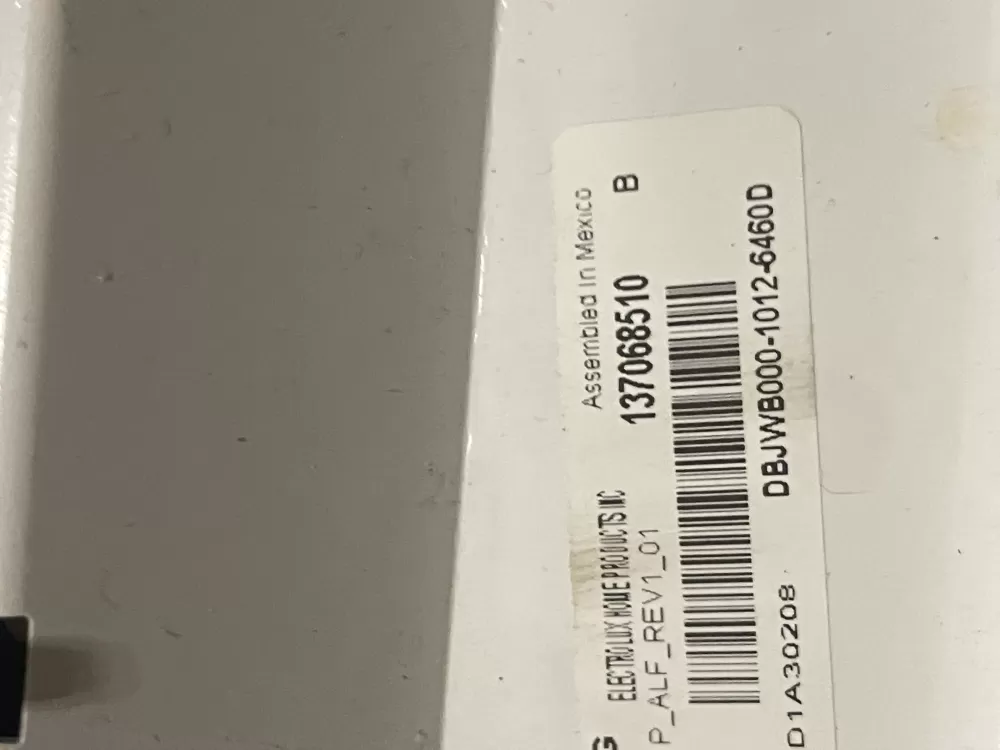 Assembled in Mexico
137068510 B
ELECTROLUX HOME PRODUCTS INC
P_ALF_REV1_01
DBJWB000-1012-6460D
D1A30208
G